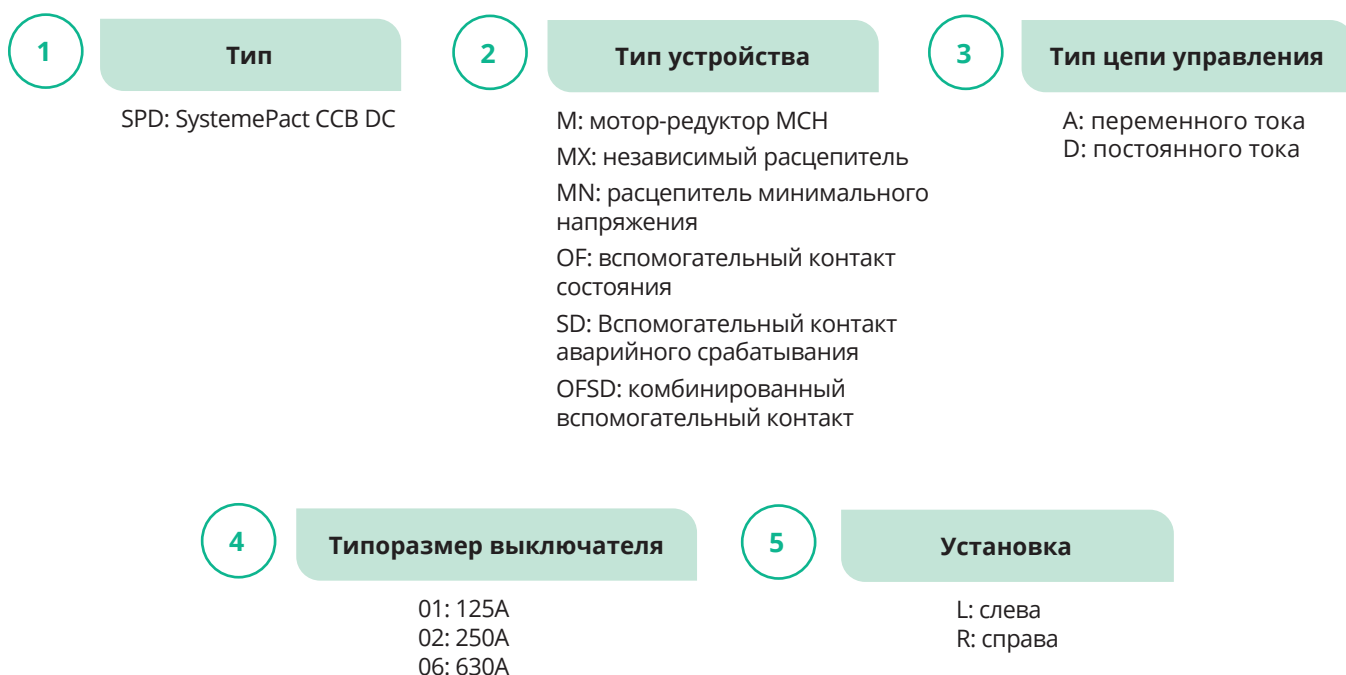 1
Тип
SPD: SystemePact CCB DC
2
Тип устройства
M: мотор-редуктор MCH
MX: независимый расцепитель
MN: расцепитель минимального
напряжения
OF: вспомогательный контакт
состояния
SD: Вспомогательный контакт
аварийного срабатывания
OFSD: комбинированный
вспомогательный контакт
3
Тип цепи управления
A: переменного тока
D: постоянного тока
4
Типоразмер выключателя
01: 125A
02: 250A
06: 630A
5
Установка
L: слева
R: справа